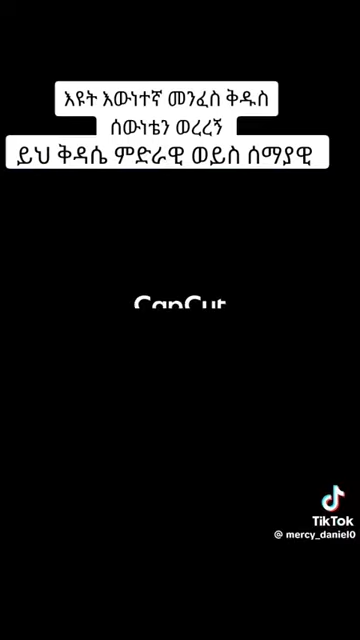 እዩት እውነተኛ መንፈስ ቅዱስ
ሰውነቴን ወረረኝ
ይህ ቅዳሴ ምድራዊ ወይስ ሰማያዊ
CapCut
TikTok
@ mercy_daniel0